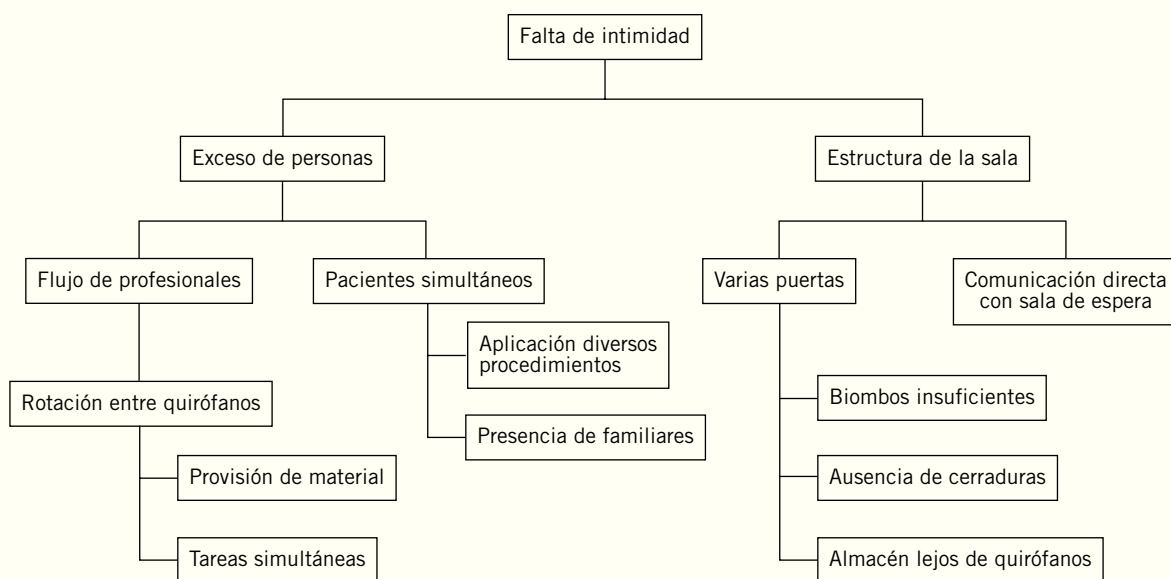 Falta de intimidad
Exceso de personas
Estructura de la sala
Flujo de profesionales
Pacientes simultáneos
Varias puertas
Comunicación directa
con sala de espera
Aplicación diversos
procedimientos
Rotación entre quirófanos
Biombos insuficientes
Presencia de familiares
Provisión de material
Ausencia de cerraduras
Tareas simultáneas
Almacén lejos de quirófanos